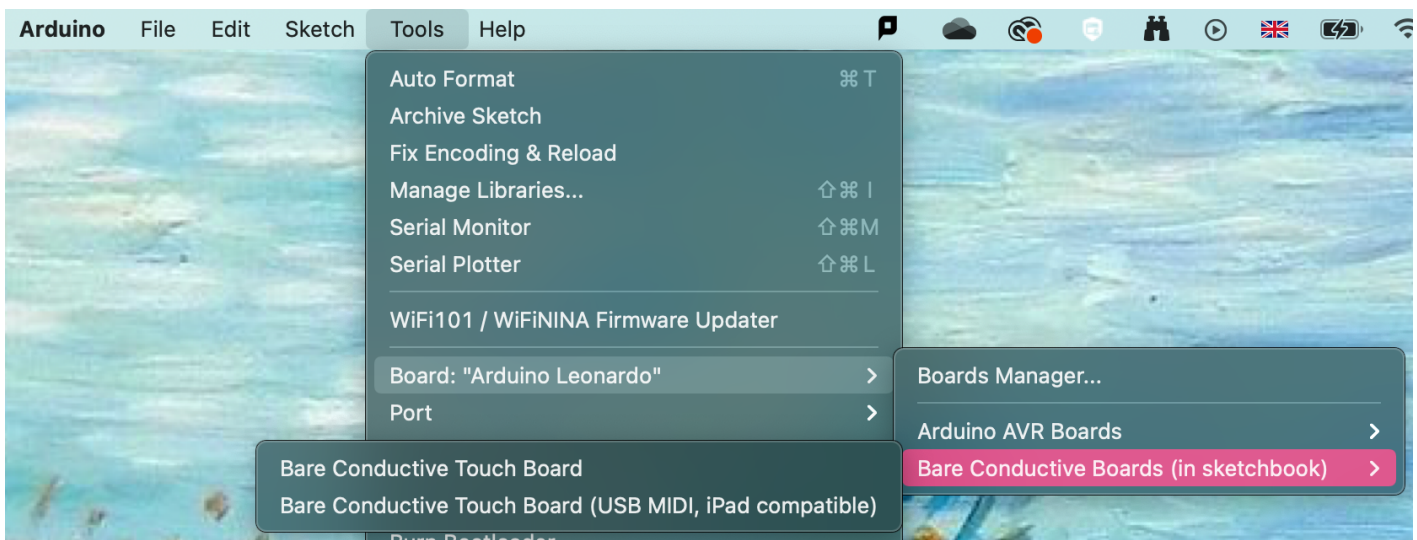 Arduino File Edit Sketch Tools Help
Auto Format ⌘T
Archive Sketch
Fix Encoding & Reload
Manage Libraries... ⇧⌘I
Serial Monitor ⇧⌘M
Serial Plotter ⇧⌘L
WiFi101 / WiFiNINA Firmware Updater
Board: "Arduino Leonardo"
Port
Boards Manager...
Arduino AVR Boards
Bare Conductive Boards (in sketchbook)
Bare Conductive Touch Board
Bare Conductive Touch Board (USB MIDI, iPad compatible)
Burn Bootloader